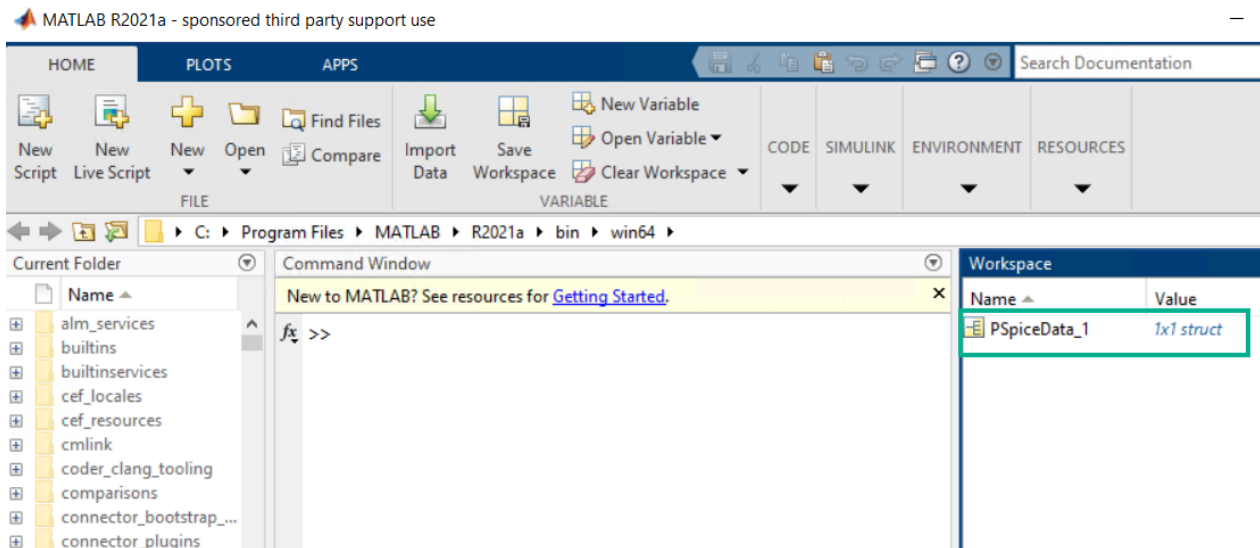 MATLAB R2021a - sponsored third party support use
HOME PLOTS APPS
Search Documentation
New Script
New Live Script
New
Open
Find Files
Compare
FILE
Import Data
Save Workspace
New Variable
Open Variable
Clear Workspace
VARIABLE
CODE
SIMULINK
ENVIRONMENT
RESOURCES
C: Program Files MATLAB R2021a bin win64
Current Folder
Name
alm_services
builtins
builtinservices
cef_locales
cef_resources
cmlink
coder_clang_tooling
comparisons
connector_bootstrap_...
connector_plugins
Command Window
New to MATLAB? See resources for Getting Started.
fx >>
Workspace
Name Value
PSpiceData_1 1x1 struct